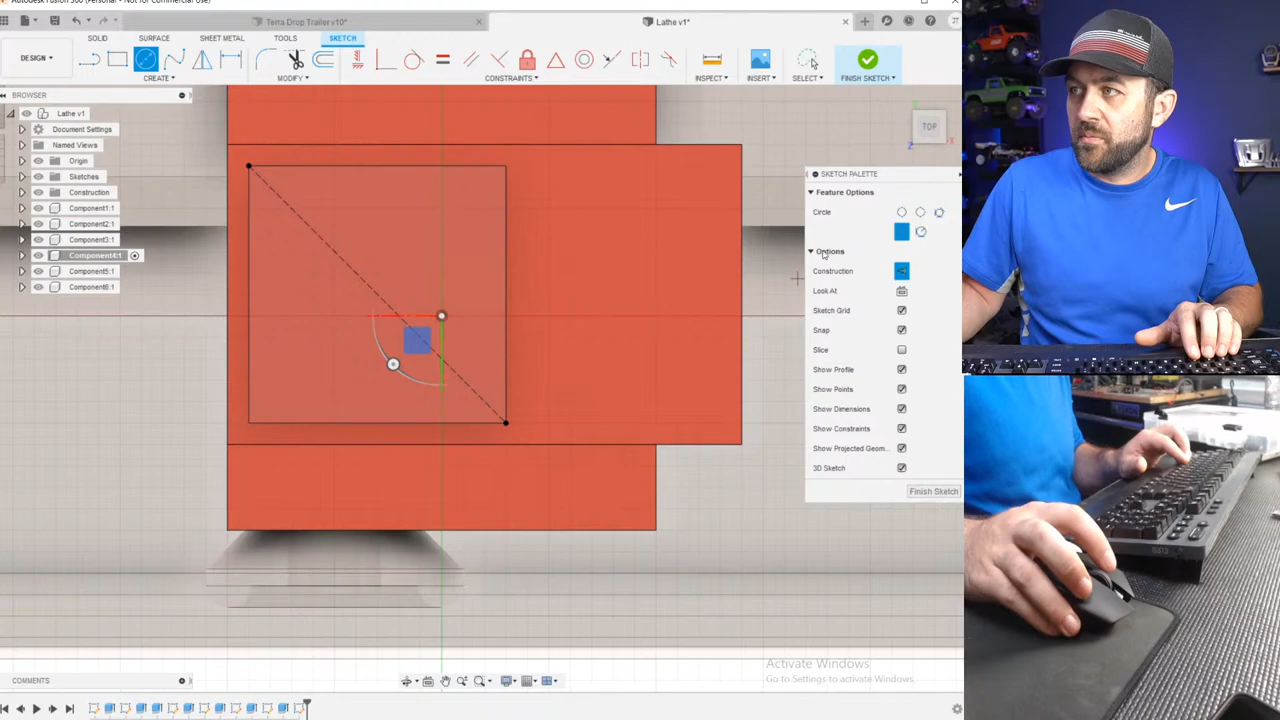 Autodesk Fusion 360 (Personal - Not for Commercial Use)
Terra Drop Trailer v10*
Lathe v1*
JT
SOLID
SURFACE
SHEET METAL
TOOLS
SKETCH
DESIGN
CREATE
MODIFY
CONSTRAINTS
INSPECT
INSERT
SELECT
FINISH SKETCH
BROWSER
Lathe v1
Document Settings
Named Views
Origin
Sketches
Construction
Component1:1
Component2:1
Component3:1
Component4:1
Component5:1
Component6:1
TOP
X
Z
SKETCH PALETTE
Feature Options
Circle
Options
Construction
Look At
Sketch Grid
Snap
Slice
Show Profile
Show Points
Show Dimensions
Show Constraints
Show Projected Geom...
3D Sketch
Finish Sketch
Activate Windows
Go to Settings to activate Windows.
COMMENTS
G613